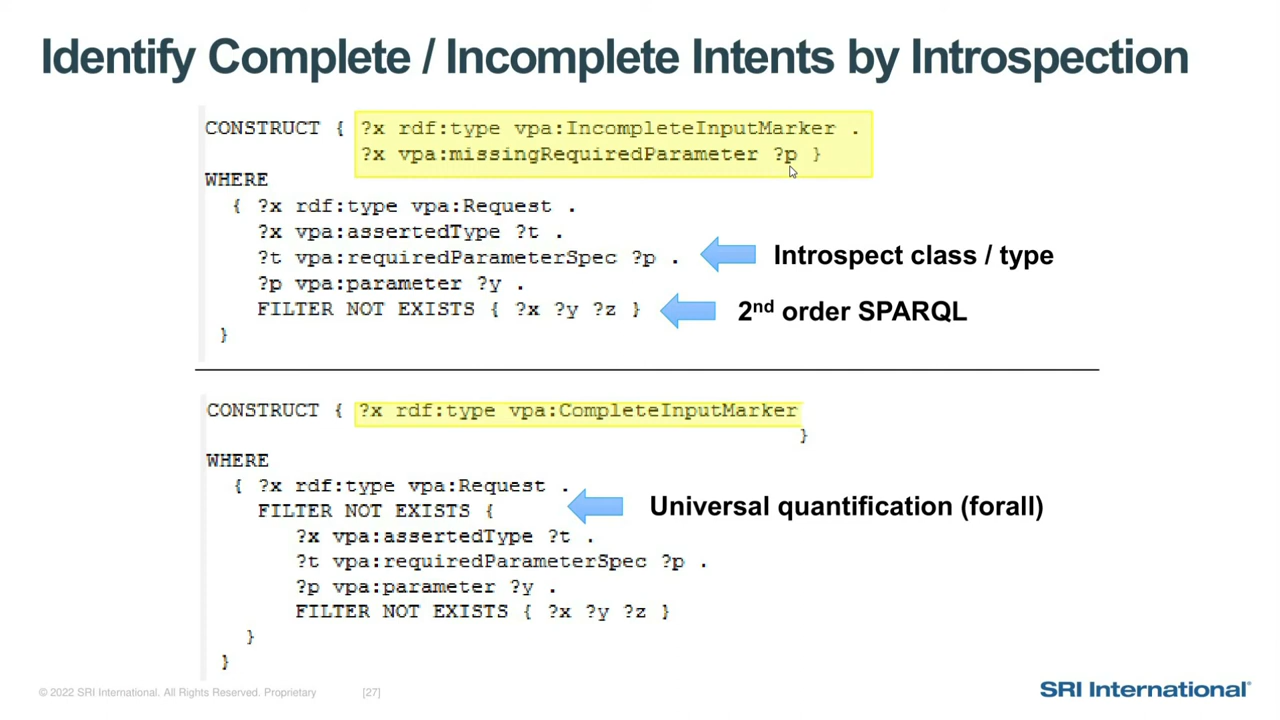 Identify Complete / Incomplete Intents by Introspection
CONSTRUCT { ?x rdf:type vpa:IncompleteInputMarker .
?x vpa:missingRequiredParameter ?p }
WHERE
{ ?x rdf:type vpa:Request .
?x vpa:assertedType ?t .
?t vpa:requiredParameterSpec ?p .
Introspect class / type
?p vpa:parameter ?y .
FILTER NOT EXISTS { ?x ?y ?z }
2nd order SPARQL
}
CONSTRUCT { ?x rdf:type vpa:CompleteInputMarker
}
WHERE
{ ?x rdf:type vpa:Request .
FILTER NOT EXISTS {
Universal quantification (forall)
?x vpa:assertedType ?t .
?t vpa:requiredParameterSpec ?p .
?p vpa:parameter ?y .
FILTER NOT EXISTS { ?x ?y ?z }
}
}
© 2022 SRI International. All Rights Reserved. Proprietary [27]
SRI International®